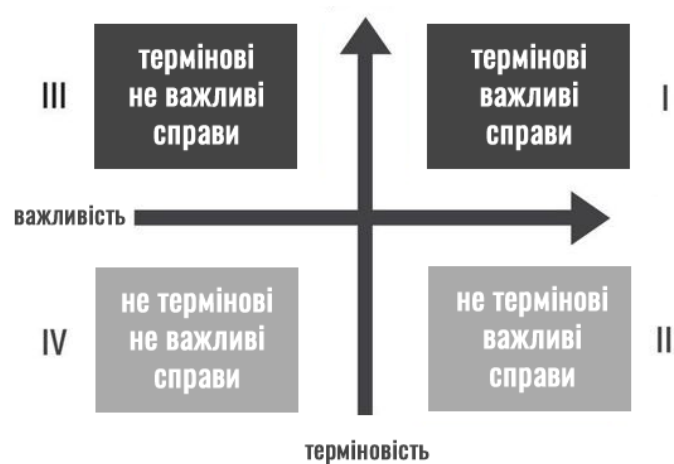 III
термінові
не важливі
справи
термінові
важливі
справи
I
важливість
IV
не термінові
не важливі
справи
не термінові
важливі
справи
II
терміновість